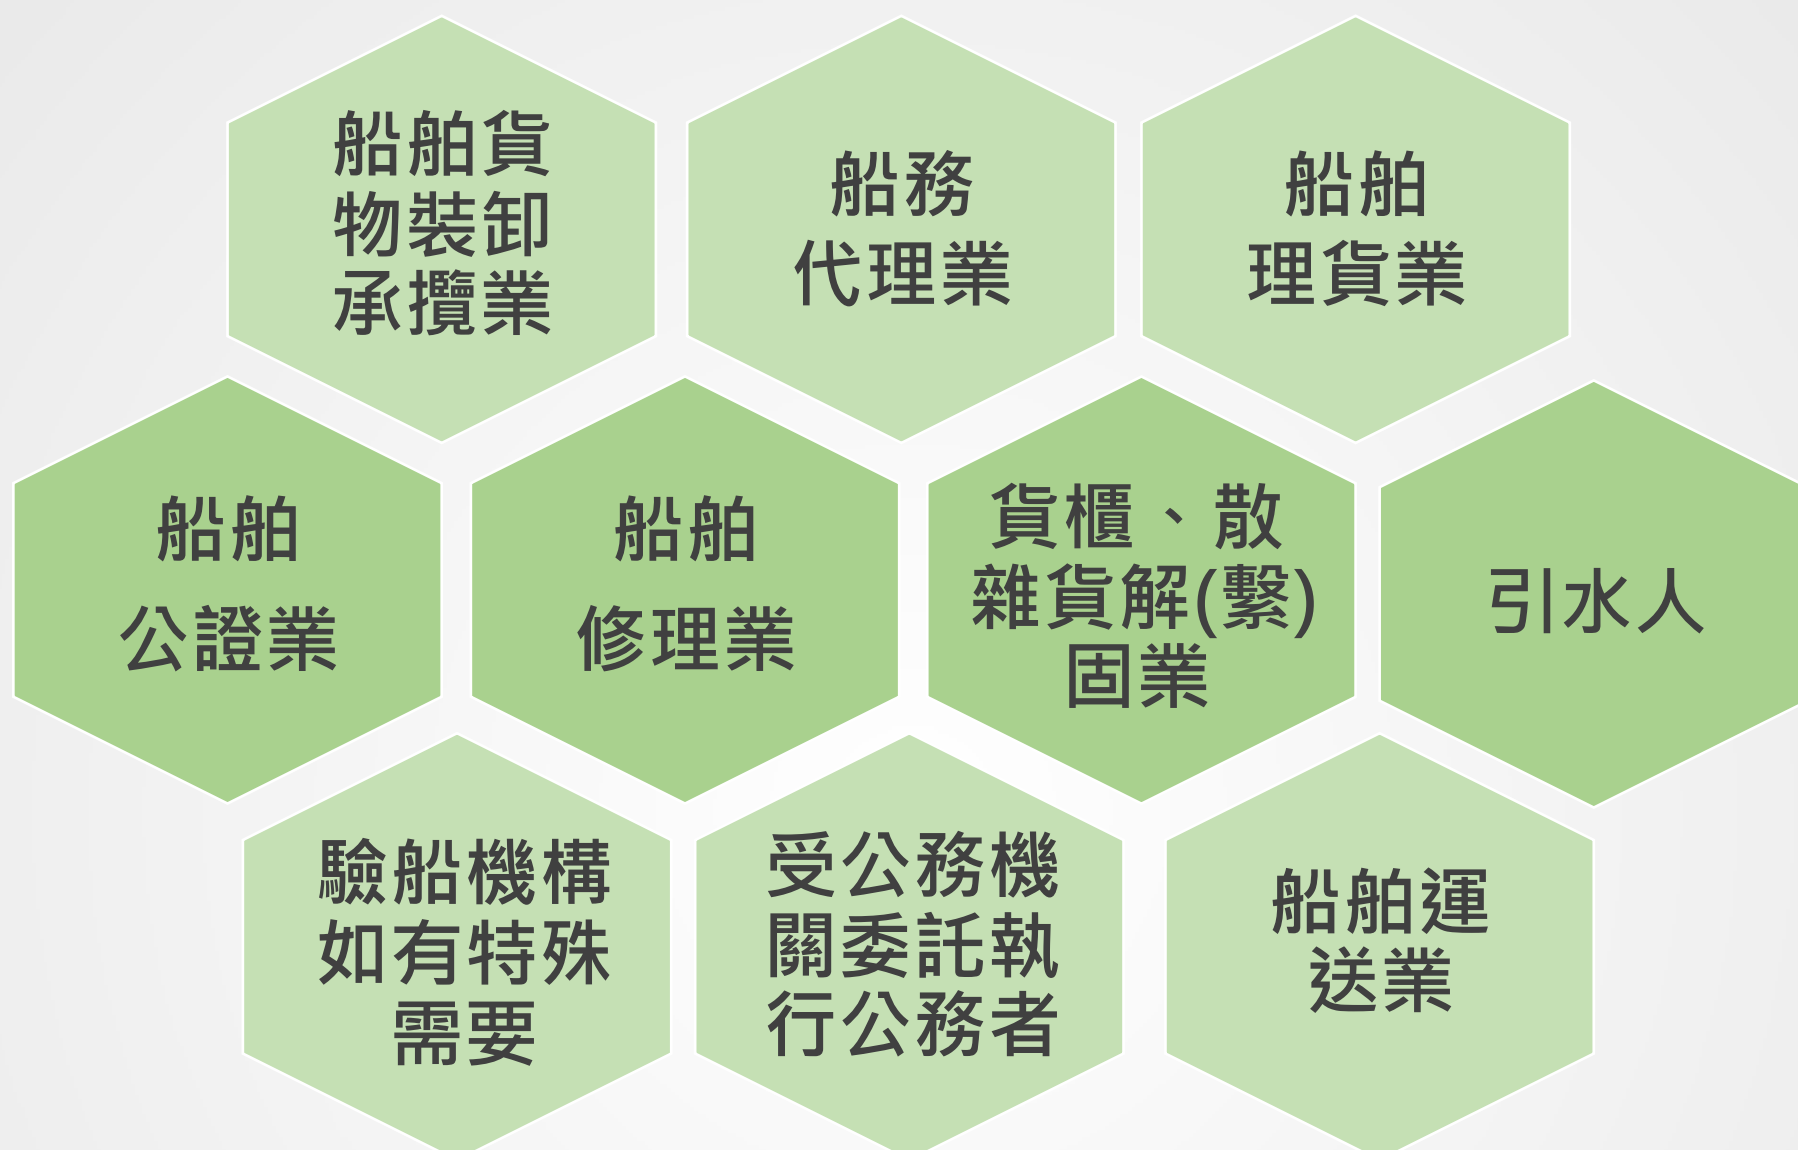 船舶貨
物裝卸
承攬業
船務
代理業
船舶
理貨業
船舶
公證業
船舶
修理業
貨櫃、散
雜貨解(繫)
固業
引水人
驗船機構
如有特殊
需要
受公務機
關委託執
行公務者
船舶運
送業